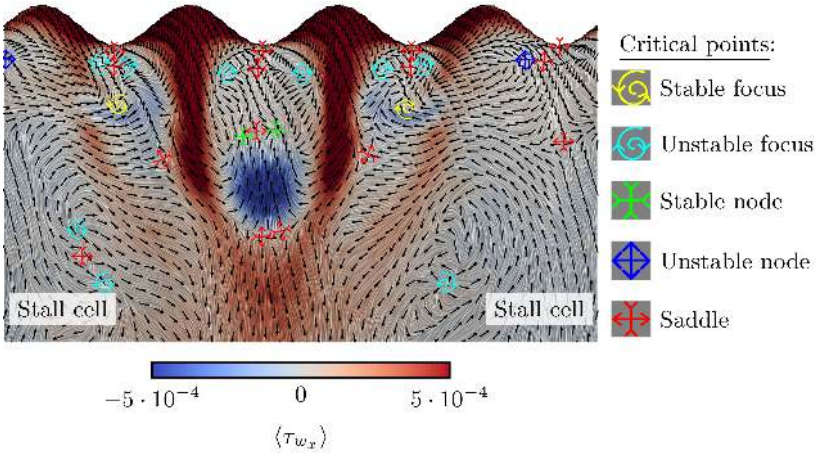 Critical points:
Stable focus
Unstable focus
Stable node
Unstable node
Saddle
Stall cell
Stall cell
−5 · 10⁻⁴
0
5 · 10⁻⁴
⟨τ_{w_x}⟩